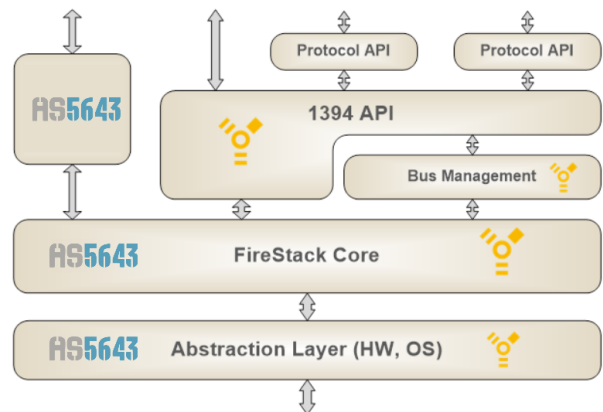 Protocol API
Protocol API
AS5643
1394 API
Bus Management
AS5643
FireStack Core
AS5643
Abstraction Layer (HW, OS)